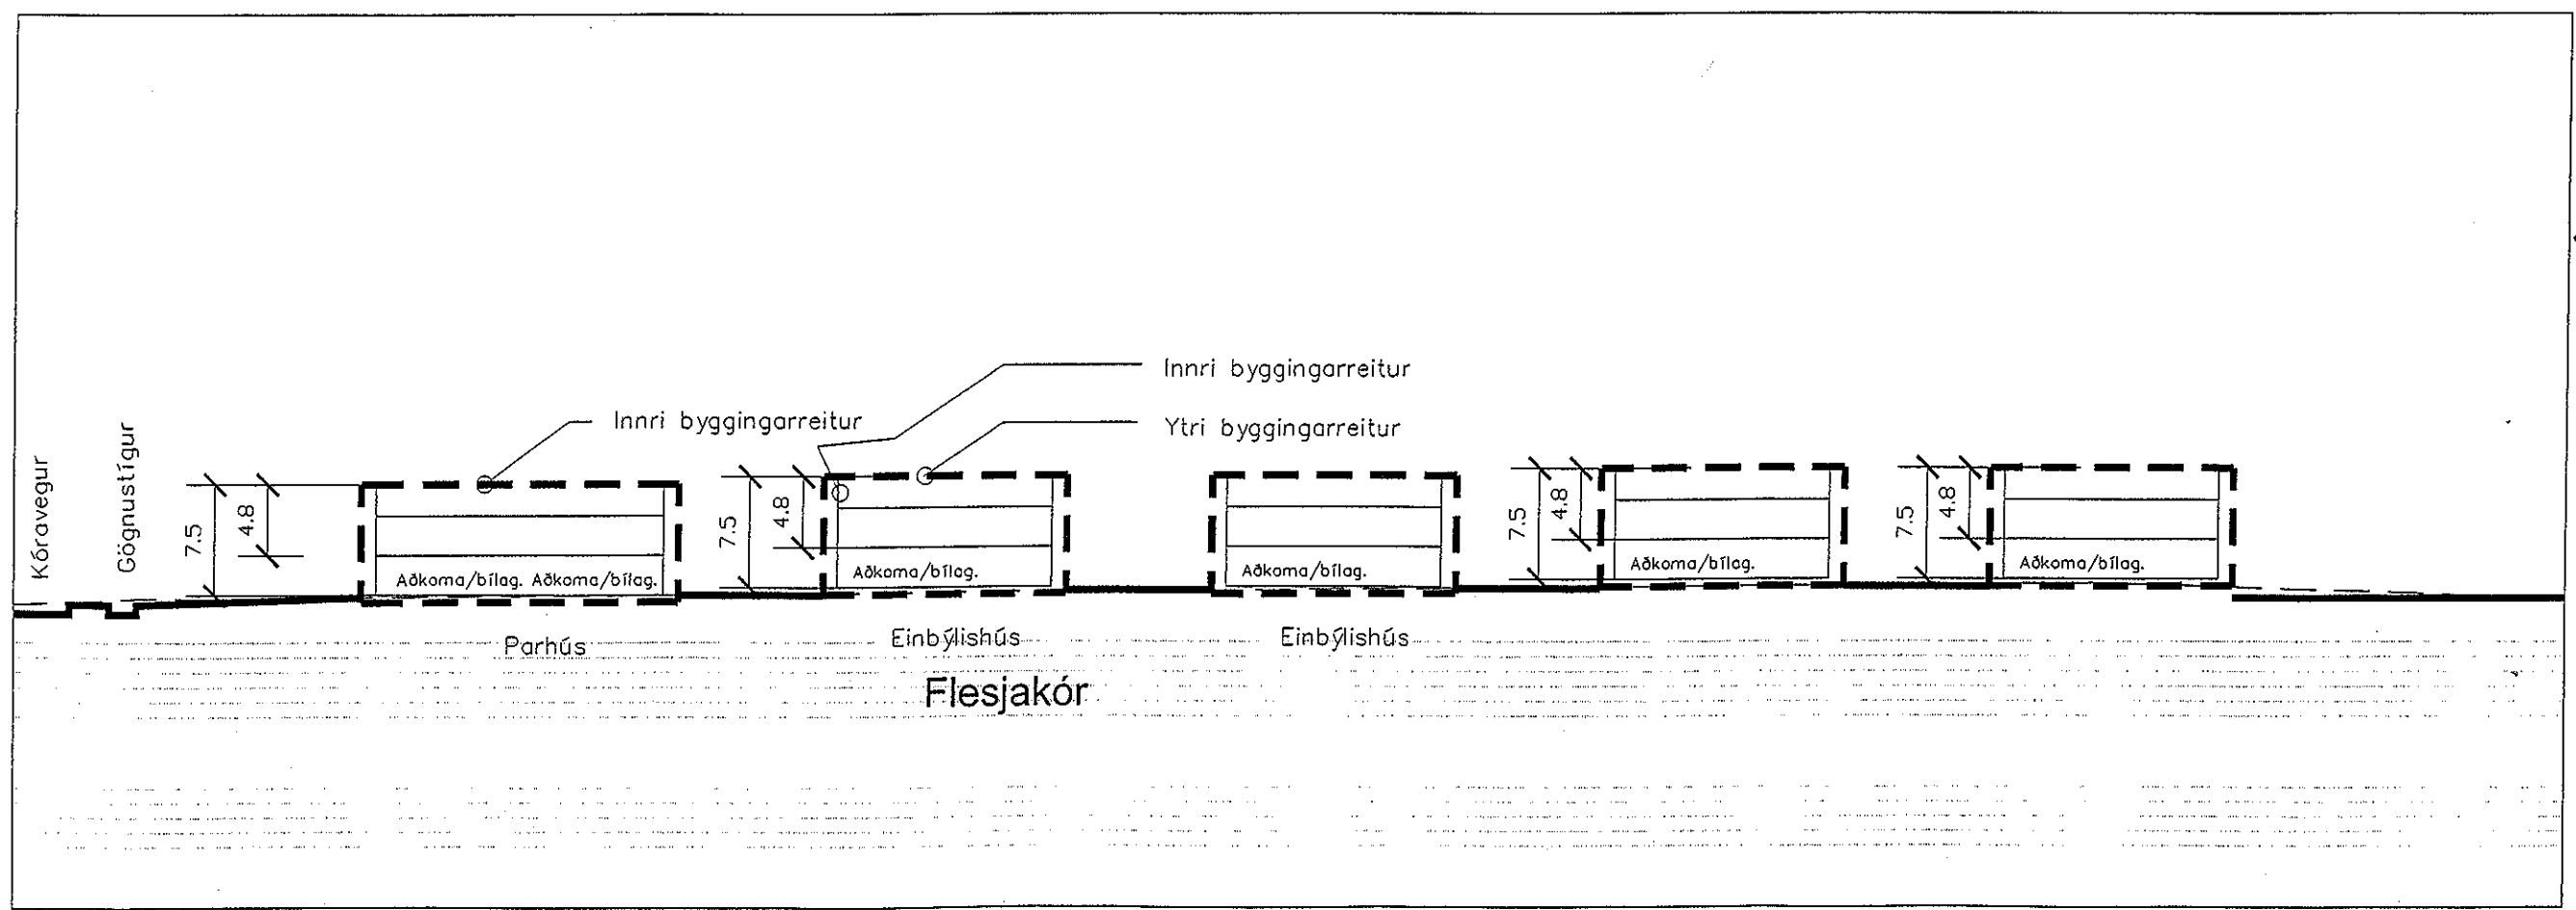 Innri byggingarreitur
Innri byggingarreitur
Ytri byggingarreitur
Kóravegur
Gögnustígur
7.5
4.8
7.5
4.8
7.5
4.8
7.5
4.8
Aðkoma/bílag. Aðkoma/bílag.
Aðkoma/bílag.
Aðkoma/bílag.
Aðkoma/bílag.
Aðkoma/bílag.
Parhús
Einbýlishús
Einbýlishús
Flesjakór